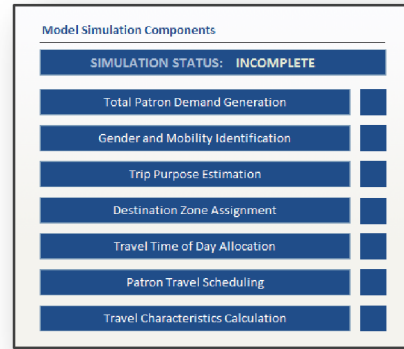 Model Simulation Components
SIMULATION STATUS: INCOMPLETE
Total Patron Demand Generation
Gender and Mobility Identification
Trip Purpose Estimation
Destination Zone Assignment
Travel Time of Day Allocation
Patron Travel Scheduling
Travel Characteristics Calculation